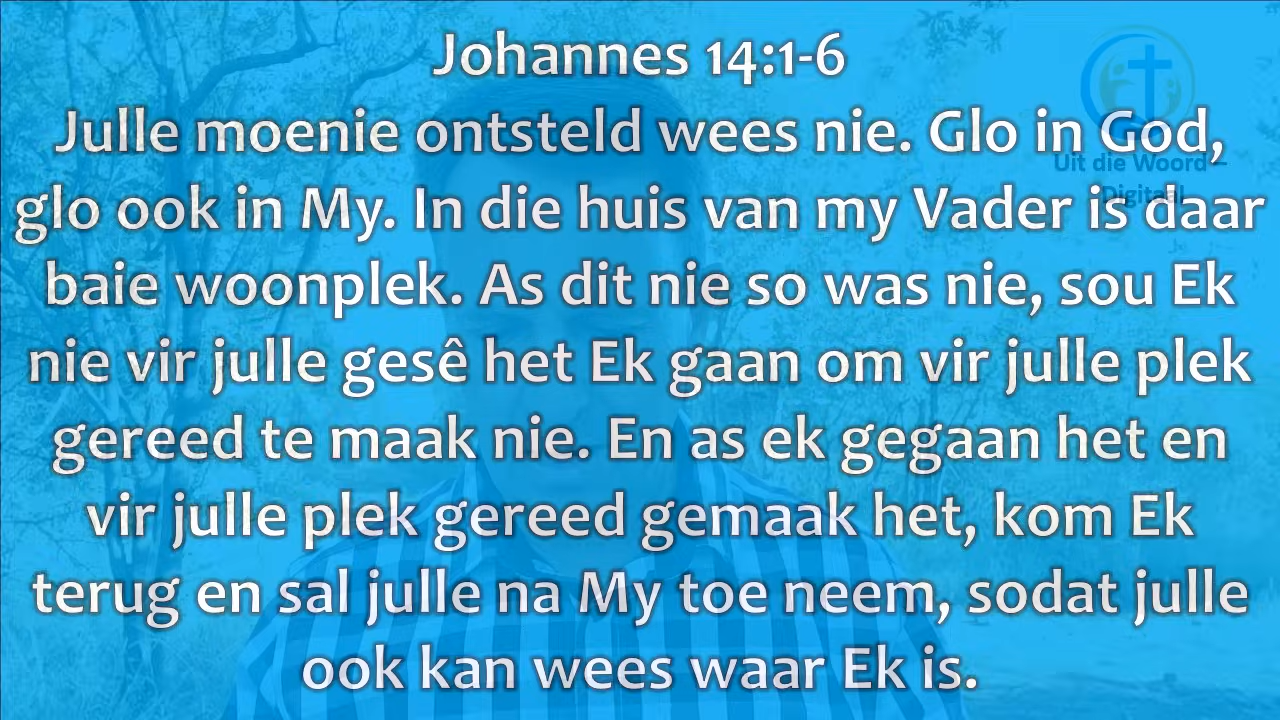 Johannes 14:1-6
Julle moenie ontsteld wees nie. Glo in God,
Uit die Woord –
Digitaal
glo ook in My. In die huis van my Vader is daar
baie woonplek. As dit nie so was nie, sou Ek
nie vir julle gesê het Ek gaan om vir julle plek
gereed te maak nie. En as ek gegaan het en
vir julle plek gereed gemaak het, kom Ek
terug en sal julle na My toe neem, sodat julle
ook kan wees waar Ek is.